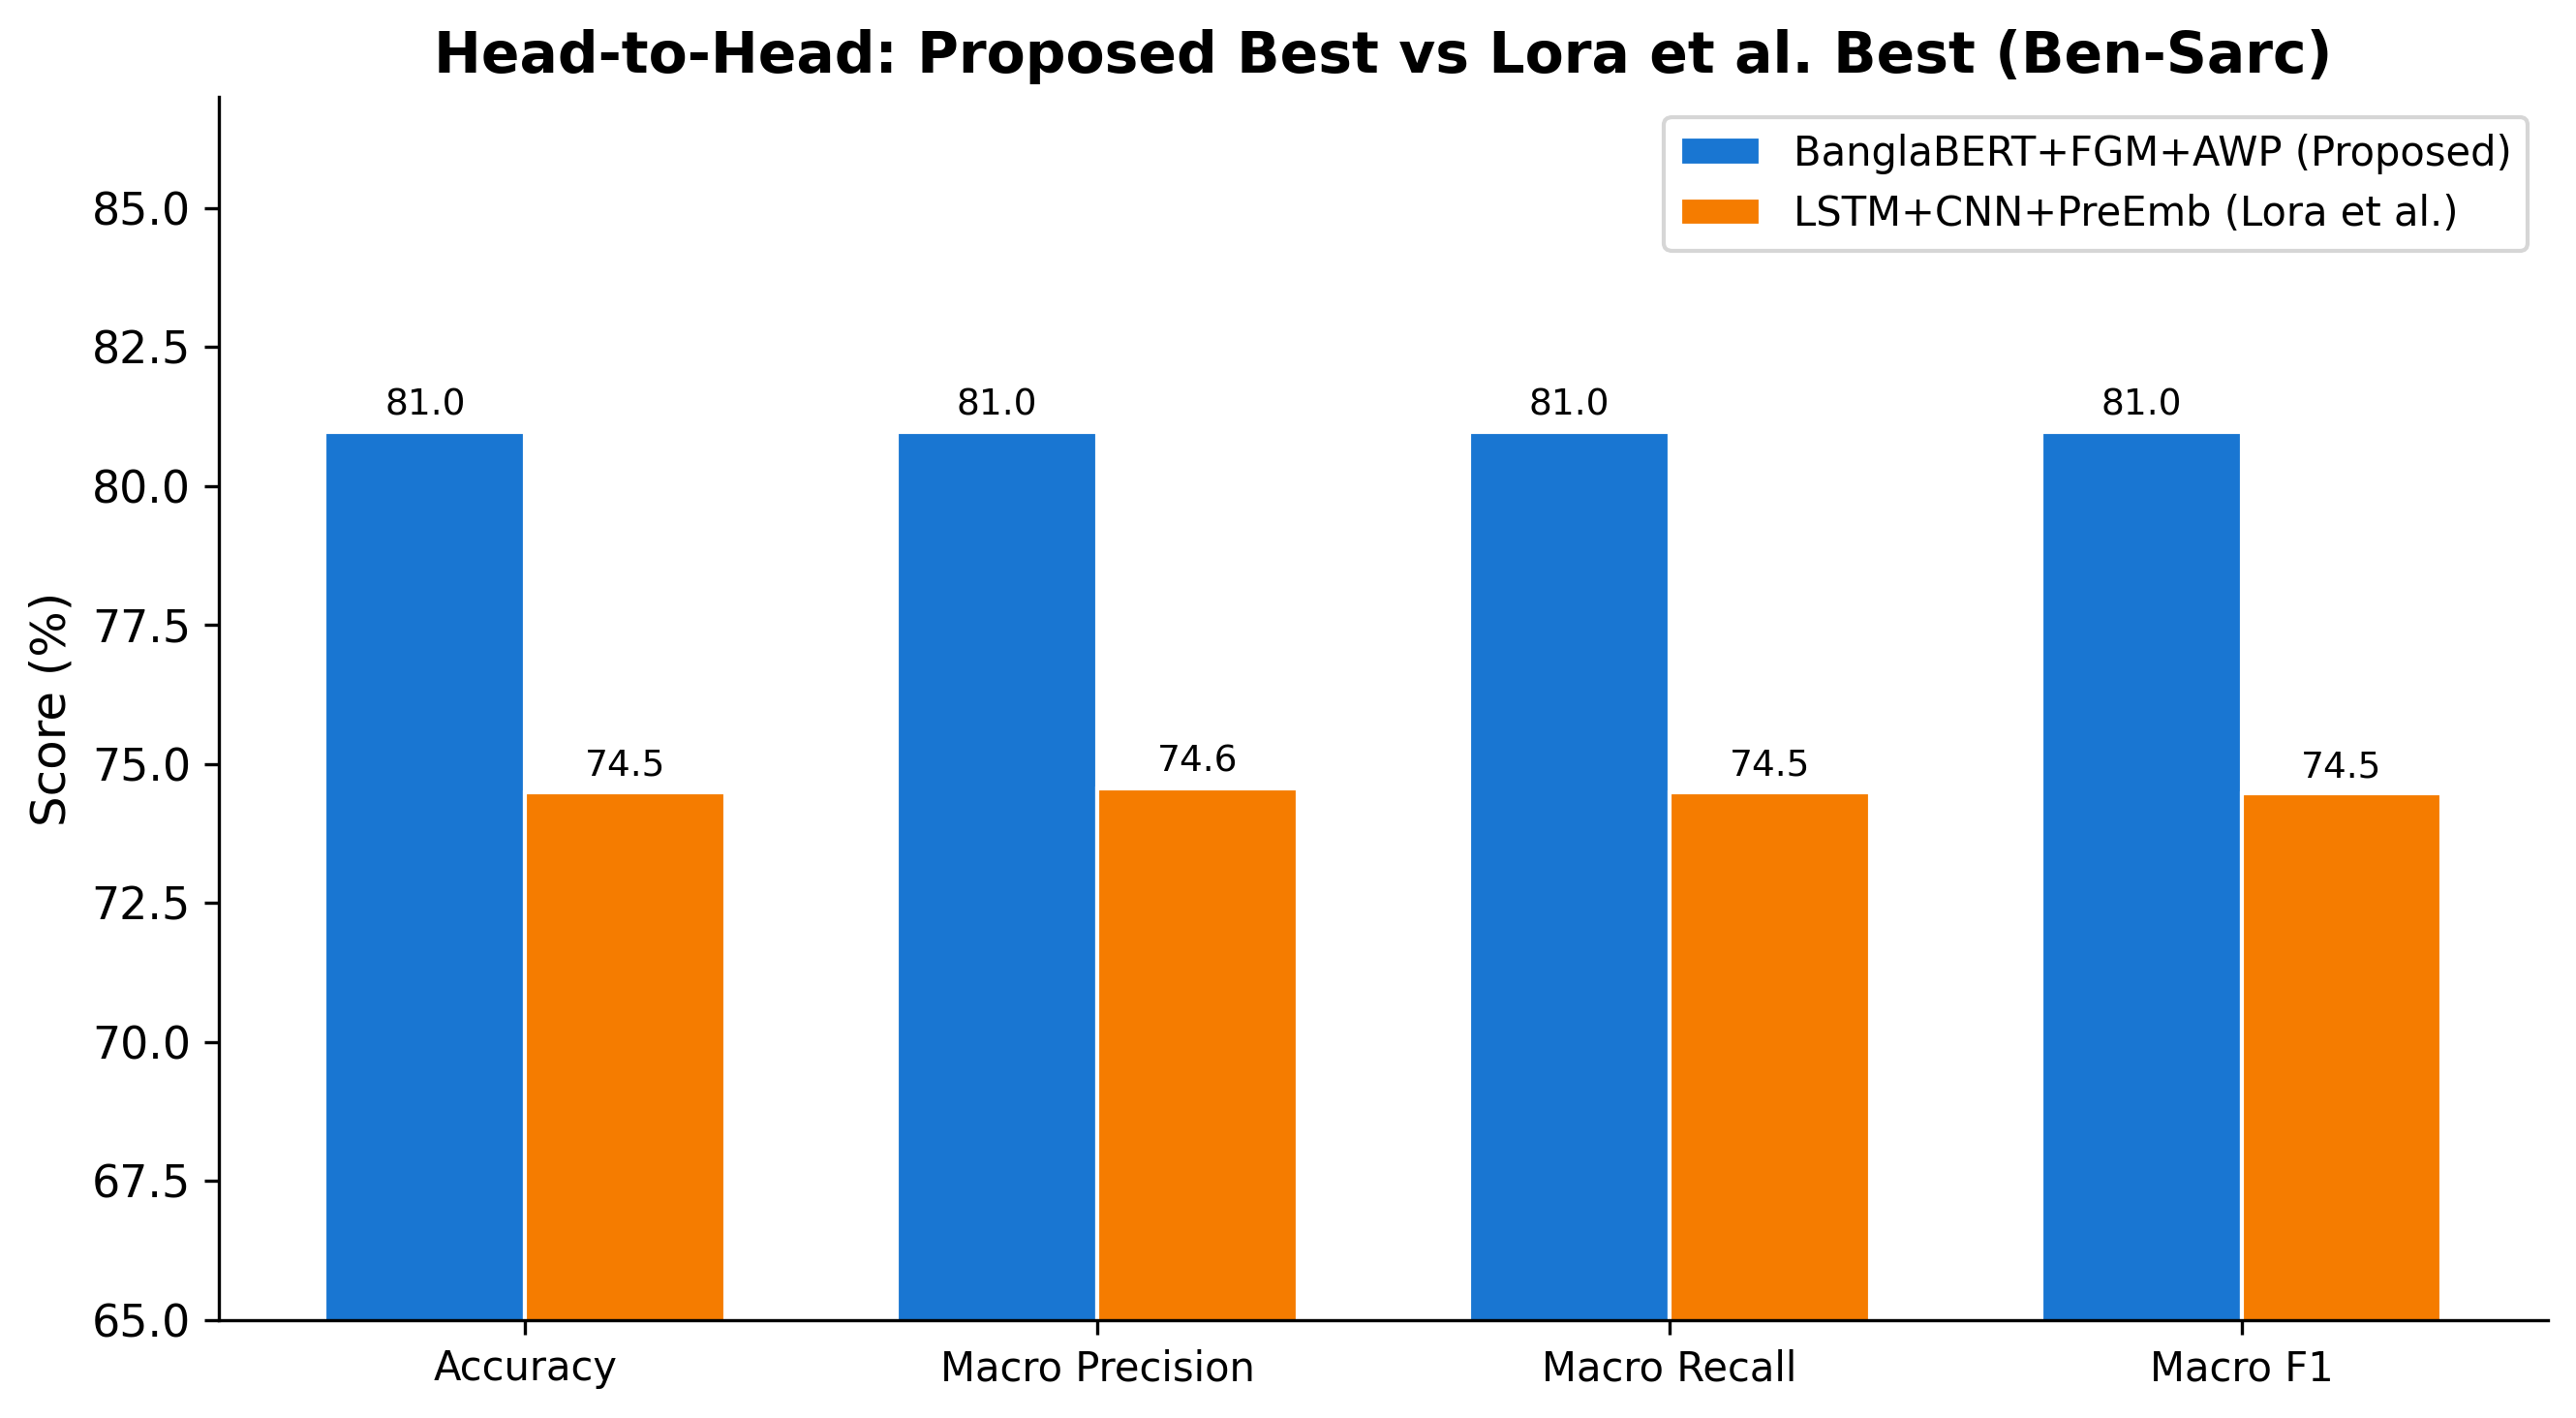 Head-to-Head: Proposed Best vs Lora et al. Best (Ben-Sarc)
BanglaBERT+FGM+AWP (Proposed)
LSTM+CNN+PreEmb (Lora et al.)
Score (%)
85.0
82.5
80.0
77.5
75.0
72.5
70.0
67.5
65.0
81.0
74.5
81.0
74.6
81.0
74.5
81.0
74.5
Accuracy
Macro Precision
Macro Recall
Macro F1